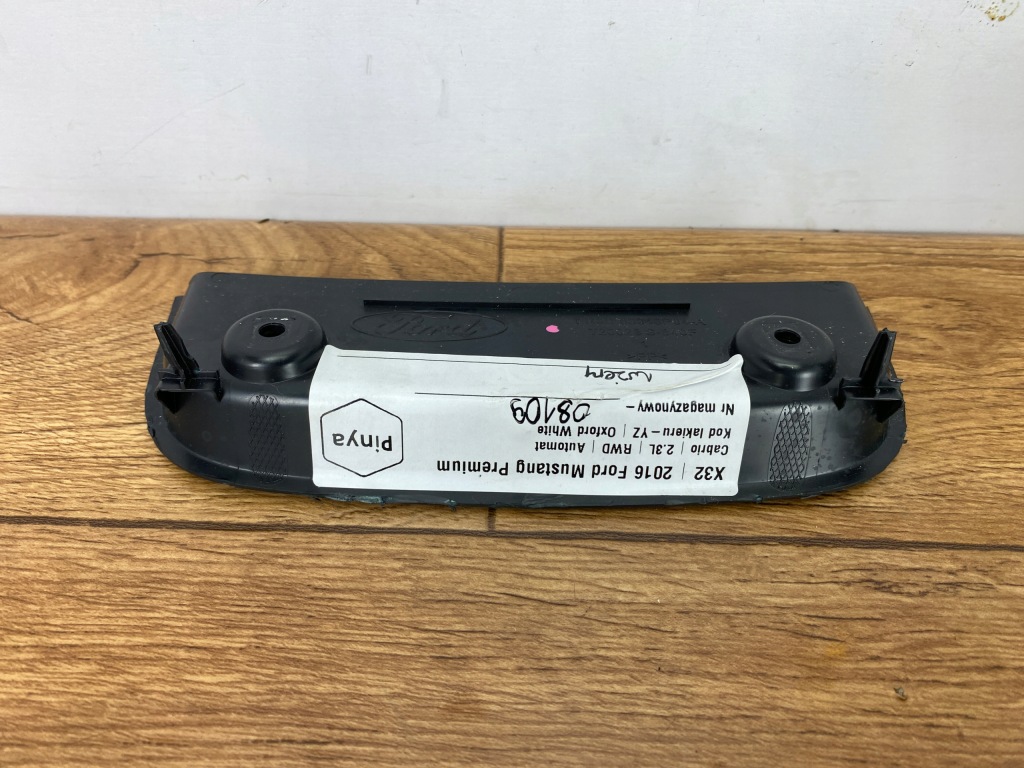 Ford
X32 | 2016 Ford Mustang Premium
Cabrio | 2.3L | RWD | Automat
Kod lakieru – YZ | Oxford White
Nr magazynowy – 08109
Pinya